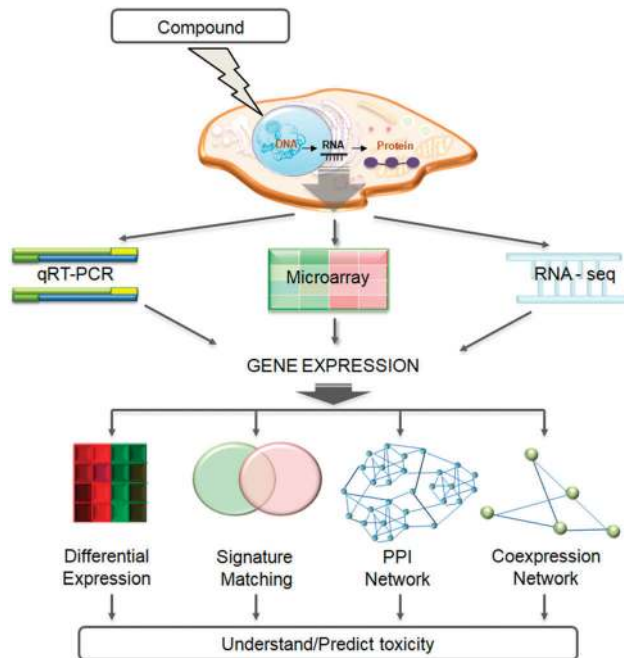 Compound
DNA RNA Protein
qRT-PCR
Microarray
RNA - seq
GENE EXPRESSION
Differential
Expression
Signature
Matching
PPI
Network
Coexpression
Network
Understand/Predict toxicity